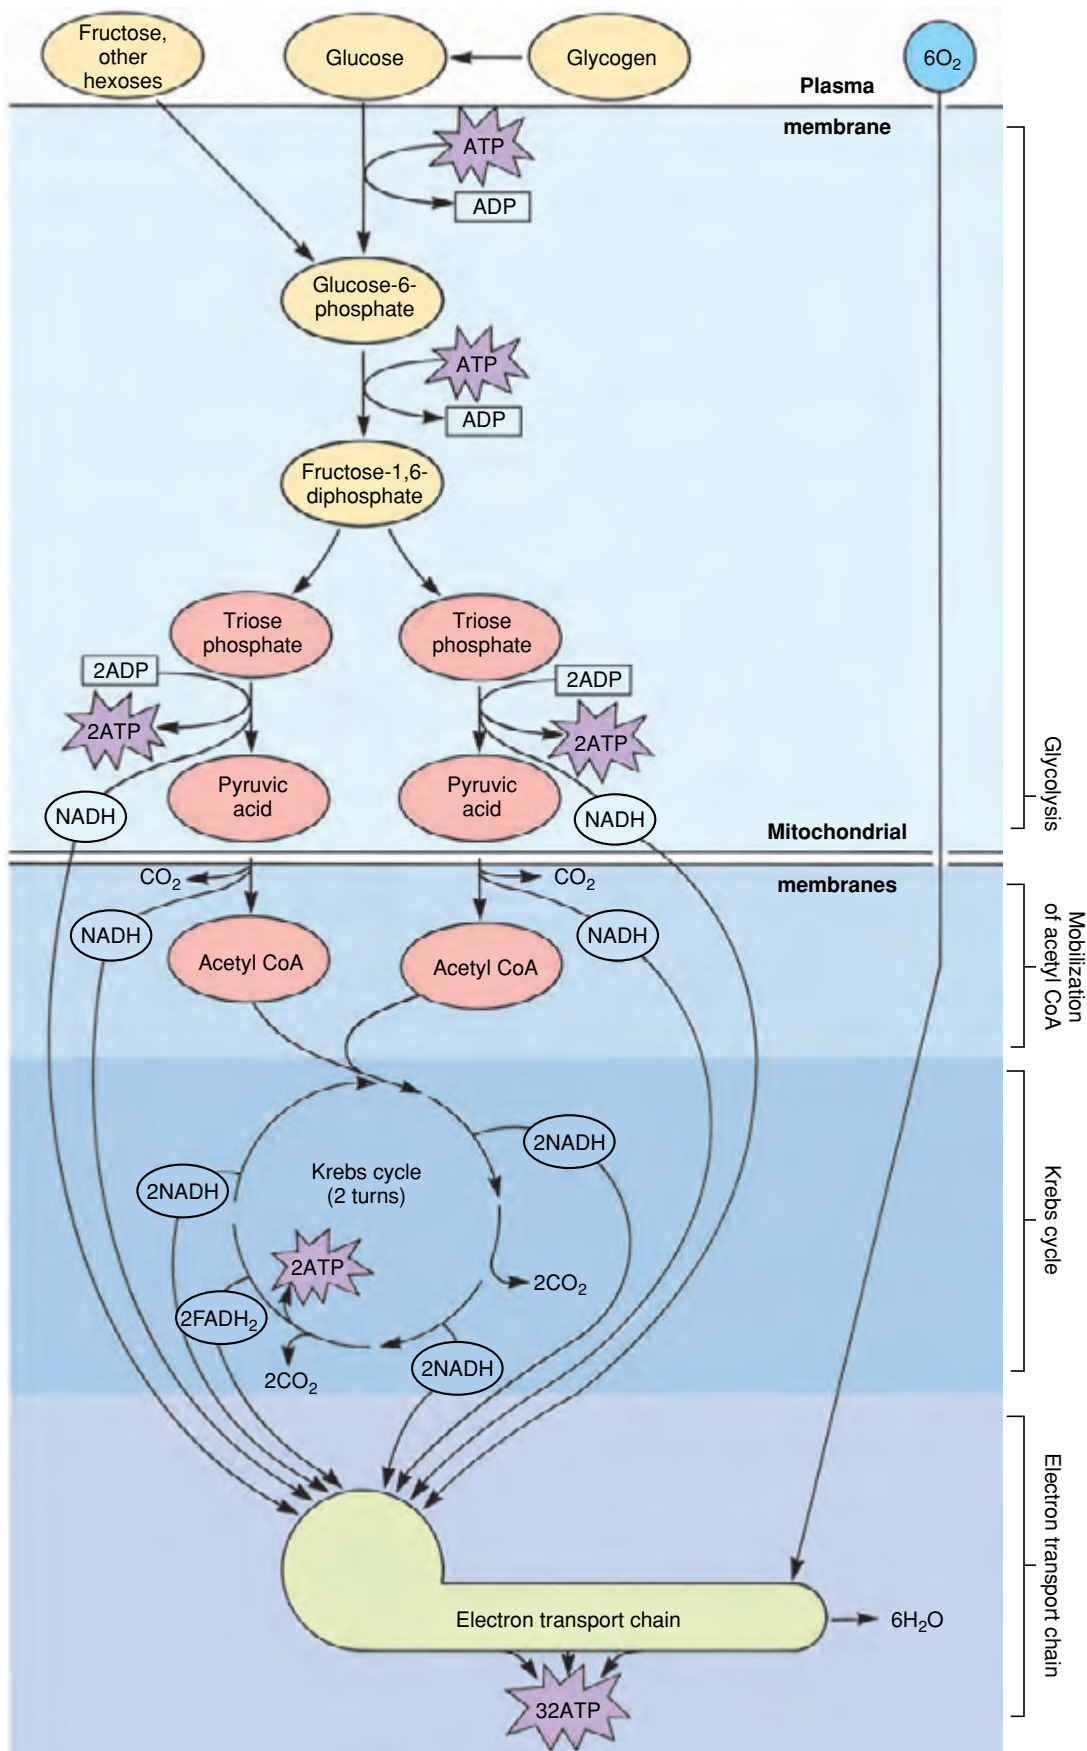 Fructose,
other
hexoses
Glucose
Glycogen
6O₂
Plasma
membrane
ATP
ADP
Glucose-6-
phosphate
ATP
ADP
Fructose-1,6-
diphosphate
Triose
phosphate
Triose
phosphate
2ADP
2ADP
2ATP
2ATP
Pyruvic
acid
Pyruvic
acid
NADH
NADH
Glycolysis
Mitochondrial
membranes
CO₂
CO₂
NADH
NADH
Acetyl CoA
Acetyl CoA
Mobilization
of acetyl CoA
2NADH
2NADH
Krebs cycle
(2 turns)
2ATP
2CO₂
2FADH₂
2NADH
2CO₂
Krebs cycle
Electron transport chain
6H₂O
32ATP
Electron transport chain